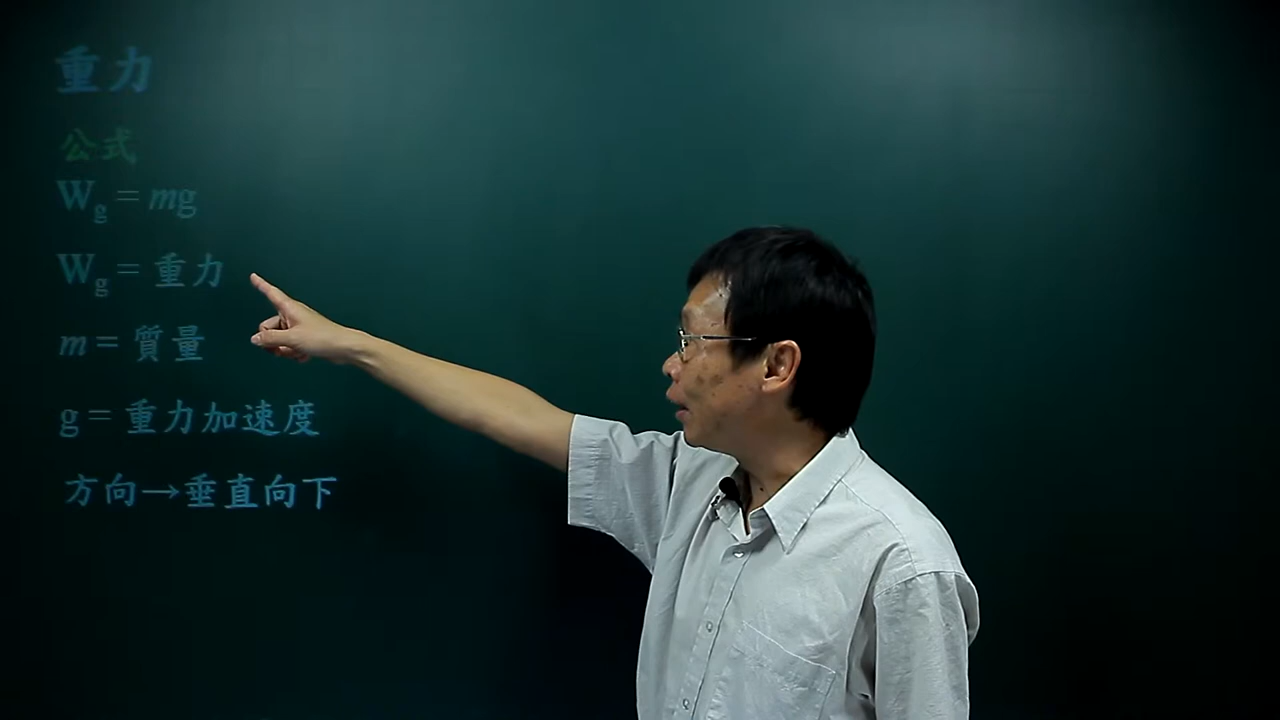 重力
公式
Wg = mg
Wg = 重力
m = 質量
g = 重力加速度
方向→垂直向下